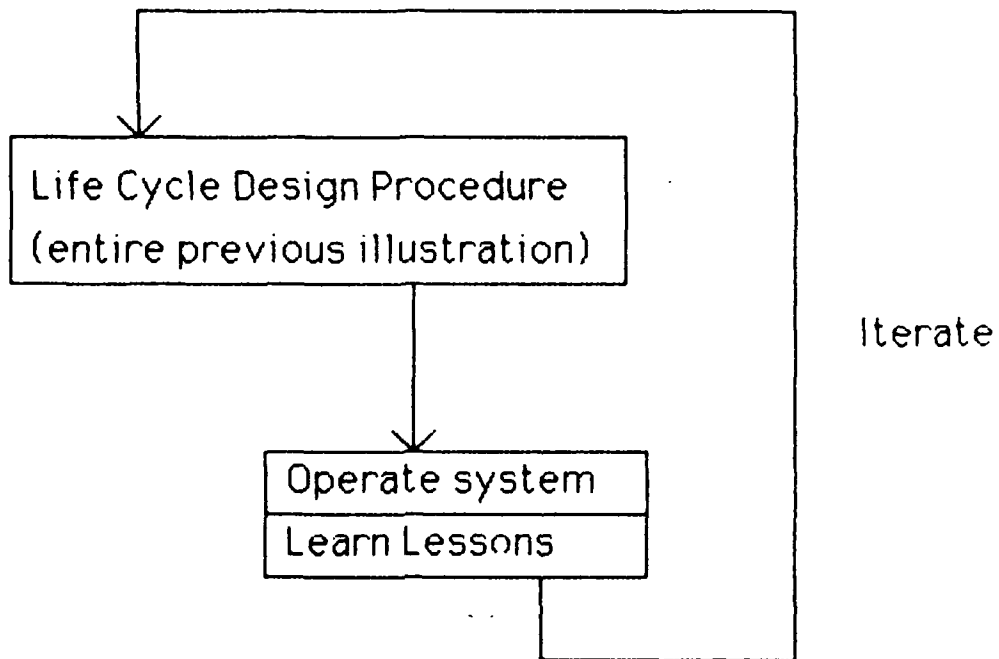 Life Cycle Design Procedure
(entire previous illustration)
Iterate
Operate system
Learn Lessons